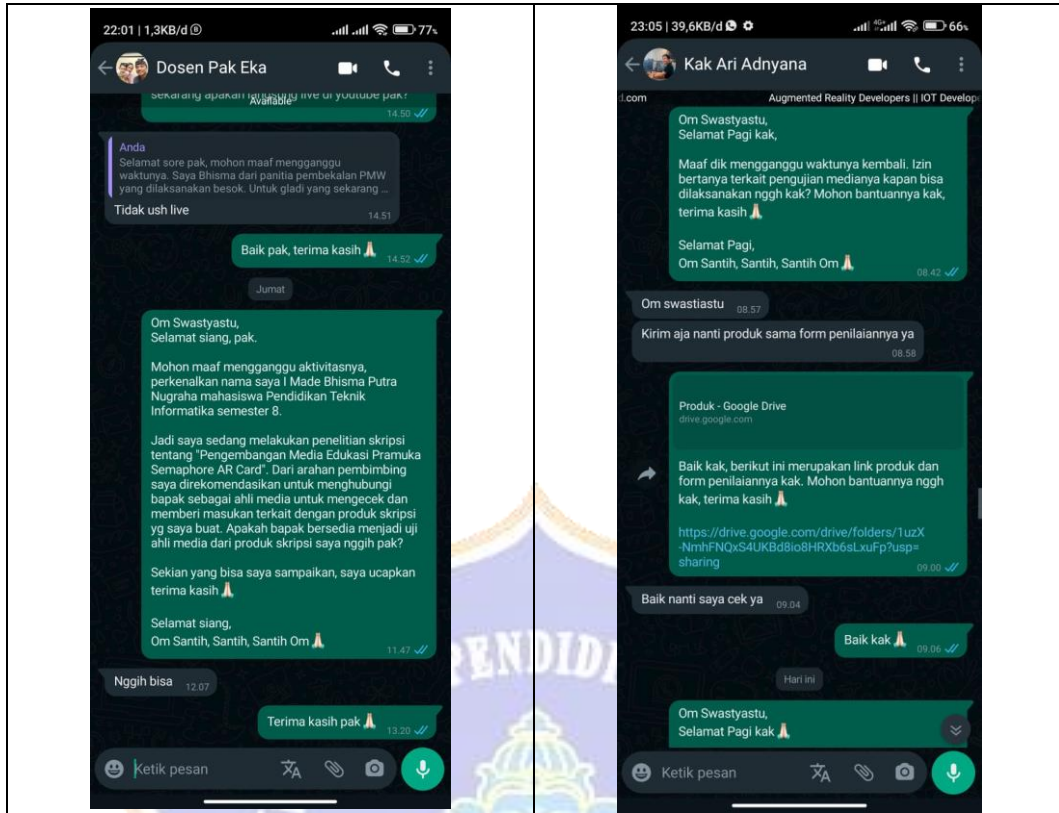 22:01 | 1,3KB/d
77%
Dosen Pak Eka
sekarang apakan langsung live di youtube pak?
Available
14.50
Anda
Selamat sore pak, mohon maaf mengganggu
waktunya. Saya Bhisma dari panitia pembekalan PMW
yang dilaksanakan besok. Untuk gladi yang sekarang ...
Tidak ush live
14.51
Baik pak, terima kasih 🙏🏻
14.52
Jumat
Om Swastyastu,
Selamat siang, pak.
Mohon maaf mengganggu aktivitasnya,
perkenalkan nama saya I Made Bhisma Putra
Nugraha mahasiswa Pendidikan Teknik
Informatika semester 8.
Jadi saya sedang melakukan penelitian skripsi
tentang "Pengembangan Media Edukasi Pramuka
Semaphore AR Card". Dari arahan pembimbing
saya direkomendasikan untuk menghubungi
bapak sebagai ahli media untuk mengecek dan
memberi masukan terkait dengan produk skripsi
yg saya buat. Apakah bapak bersedia menjadi uji
ahli media dari produk skripsi saya nggih pak?
Sekian yang bisa saya sampaikan, saya ucapkan
terima kasih 🙏🏻
Selamat siang,
Om Santih, Santih, Santih Om 🙏🏻
11.47
Nggih bisa
12.07
Terima kasih pak 🙏🏻
13.20
Ketik pesan
23:05 | 39,6KB/d
4G+
66%
Kak Ari Adnyana
d.com
Augmented Reality Developers || IOT Develop
Om Swastyastu,
Selamat Pagi kak,
Maaf dik mengganggu waktunya kembali. Izin
bertanya terkait pengujian medianya kapan bisa
dilaksanakan nggh kak? Mohon bantuannya kak,
terima kasih 🙏🏻
Selamat Pagi,
Om Santih, Santih, Santih Om 🙏🏻
08.42
Om swastiastu
08.57
Kirim aja nanti produk sama form penilaiannya ya
08.58
Produk - Google Drive
drive.google.com
Baik kak, berikut ini merupakan link produk dan
form penilaiannya kak. Mohon bantuannya nggh
kak, terima kasih 🙏🏻
https://drive.google.com/drive/folders/1uzX
-NmhFNQxS4UKBd8io8HRXb6sLxuFp?usp=
sharing
09.00
Baik nanti saya cek ya
09.04
Baik kak 🙏🏻
09.06
Hari ini
Om Swastyastu,
Selamat Pagi kak 🙏🏻
Ketik pesan
PENDIDI